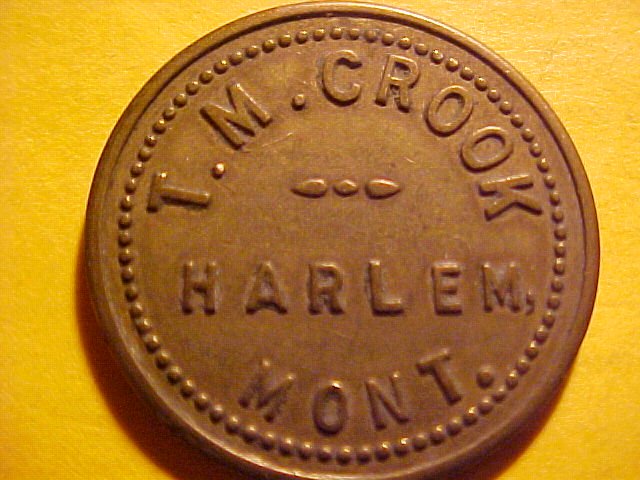 T. M. CROOK
HARLEM,
MONT.